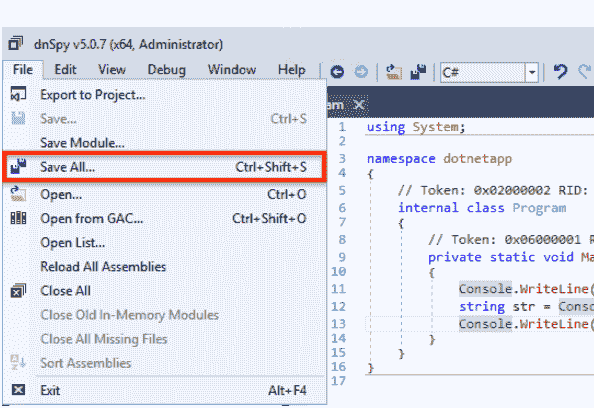 dnSpy v5.0.7 (x64, Administrator)
File Edit View Debug Window Help C#
Export to Project...
Save... Ctrl+S
Save Module...
Save All... Ctrl+Shift+S
Open... Ctrl+O
Open from GAC... Ctrl+Shift+O
Open List...
Reload All Assemblies
Close All
Close Old In-Memory Modules
Close All Missing Files
Sort Assemblies
Exit Alt+F4
am
1 using System;
2
3 namespace dotnetapp
4 {
5 // Token: 0x02000002 RID:
6 internal class Program
7 {
8 // Token: 0x06000001 R
9 private static void Ma
10 {
11 Console.WriteLine(
12 string str = Conso
13 Console.WriteLine(
14 }
15 }
16 }
17